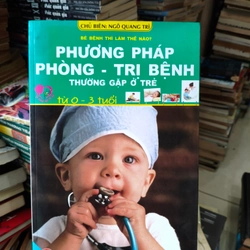 CHỦ BIÊN: NGÔ QUANG TRÍ
BÉ BỆNH THÌ LÀM THẾ NÀO?
PHƯƠNG PHÁP
PHÒNG - TRỊ BỆNH
THƯỜNG GẶP Ở TRẺ
từ 0 - 3 tuổi